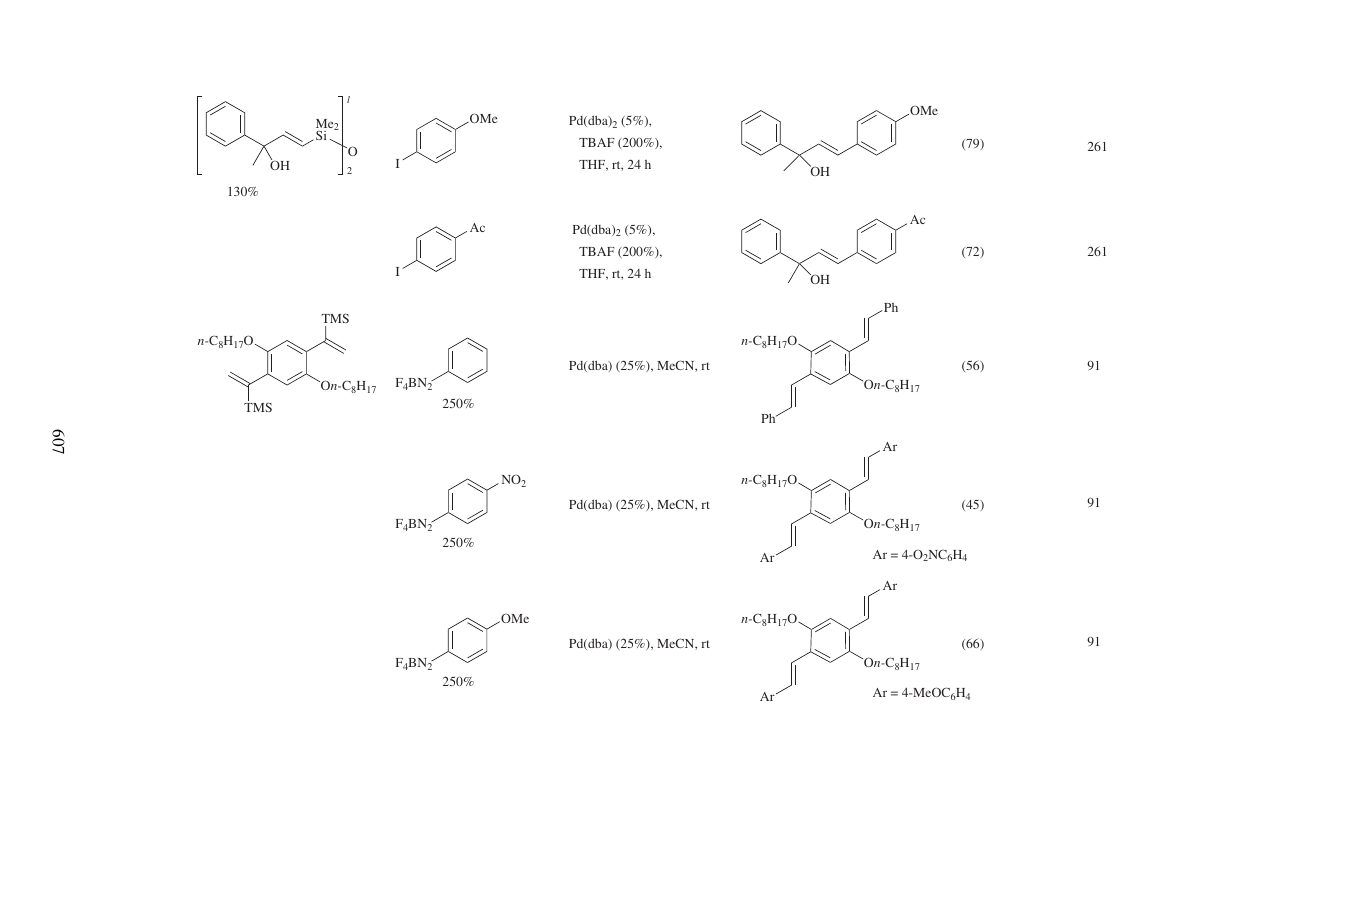 I
Me2
Si
O
OH
2
130%
OMe
I
Pd(dba)2 (5%),
TBAF (200%),
THF, rt, 24 h
OMe
OH
(79)
261
Ac
I
Pd(dba)2 (5%),
TBAF (200%),
THF, rt, 24 h
Ac
OH
(72)
261
TMS
n-C8H17O
On-C8H17
TMS
F4BN2
250%
Pd(dba) (25%), MeCN, rt
Ph
n-C8H17O
On-C8H17
Ph
(56)
91
NO2
F4BN2
250%
Pd(dba) (25%), MeCN, rt
Ar
n-C8H17O
On-C8H17
Ar
Ar = 4-O2NC6H4
(45)
91
OMe
F4BN2
250%
Pd(dba) (25%), MeCN, rt
Ar
n-C8H17O
On-C8H17
Ar
Ar = 4-MeOC6H4
(66)
91
607